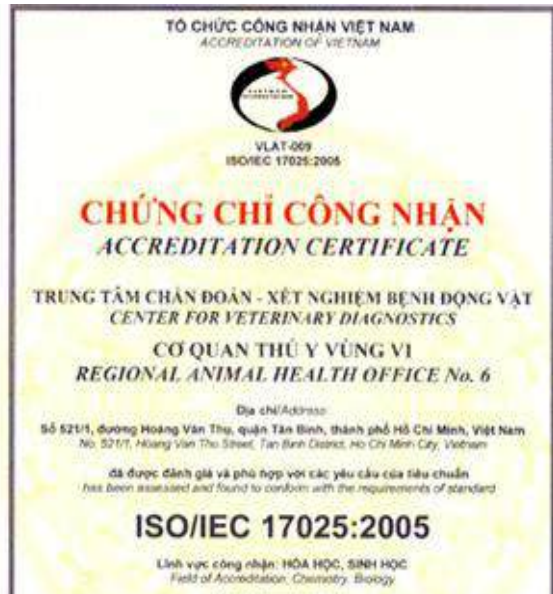 TỔ CHỨC CÔNG NHẬN VIỆT NAM
ACCREDITATION OF VIETNAM
VIETNAM
VLAT-009
ISO/IEC 17025:2005
CHỨNG CHỈ CÔNG NHẬN
ACCREDITATION CERTIFICATE
TRUNG TÂM CHẨN ĐOÁN - XÉT NGHIỆM BỆNH ĐỘNG VẬT
CENTER FOR VETERINARY DIAGNOSTICS
CƠ QUAN THÚ Y VÙNG VI
REGIONAL ANIMAL HEALTH OFFICE No. 6
Địa chỉ/Address
Số 521/1, đường Hoàng Văn Thụ, quận Tân Bình, thành phố Hồ Chí Minh, Việt Nam
No. 521/1, Hoang Van Thu Street, Tan Binh District, Ho Chi Minh City, Vietnam
đã được đánh giá và phù hợp với các yêu cầu của tiêu chuẩn
has been assessed and found to conform with the requirements of standard
ISO/IEC 17025:2005
Lĩnh vực công nhận: HÓA HỌC, SINH HỌC
Field of Accreditation: Chemistry, Biology